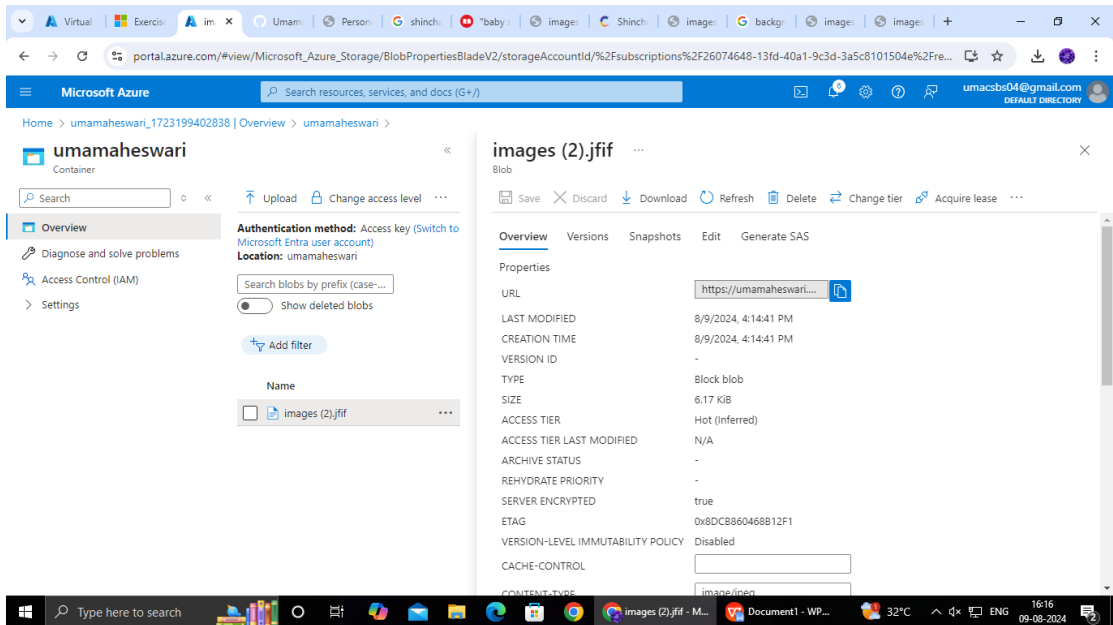 Virtual
Exercis
im
Umam
Person
shinch
"baby s
images
Shinch
images
backgr
images
images
portal.azure.com/#view/Microsoft_Azure_Storage/BlobPropertiesBladeV2/storageAccountId/%2Fsubscriptions%2F26074648-13fd-40a1-9c3d-3a5c8101504e%2Fre...
Microsoft Azure
Search resources, services, and docs (G+/)
6
umacsbs04@gmail.com
DEFAULT DIRECTORY
Home > umamaheswari_1723199402838 | Overview > umamaheswari >
umamaheswari
Container
Search
Overview
Diagnose and solve problems
Access Control (IAM)
Settings
Upload Change access level ...
Authentication method: Access key (Switch to
Microsoft Entra user account)
Location: umamaheswari
Search blobs by prefix (case-...
Show deleted blobs
Add filter
Name
images (2).jfif ...
images (2).jfif ...
Blob
Save Discard Download Refresh Delete Change tier Acquire lease ...
Overview Versions Snapshots Edit Generate SAS
Properties
URL https://umamaheswari....
LAST MODIFIED 8/9/2024, 4:14:41 PM
CREATION TIME 8/9/2024, 4:14:41 PM
VERSION ID -
TYPE Block blob
SIZE 6.17 KiB
ACCESS TIER Hot (Inferred)
ACCESS TIER LAST MODIFIED N/A
ARCHIVE STATUS -
REHYDRATE PRIORITY -
SERVER ENCRYPTED true
ETAG 0x8DCB860468B12F1
VERSION-LEVEL IMMUTABILITY POLICY Disabled
CACHE-CONTROL
CONTENT-TYPE image/jpeg
Type here to search
images (2).jfif - M...
Document1 - WP...
32°C
ENG
16:16
09-08-2024
2